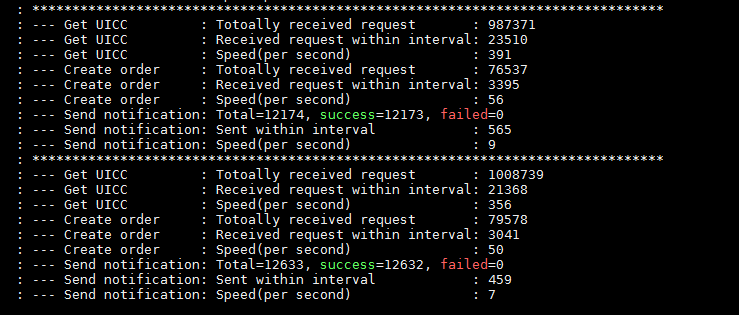 : *******************************************************************************
: --- Get UICC      : Totoally received request       : 987371
: --- Get UICC      : Received request within interval: 23510
: --- Get UICC      : Speed(per second)               : 391
: --- Create order     : Totoally received request       : 76537
: --- Create order     : Received request within interval: 3395
: --- Create order     : Speed(per second)               : 56
: --- Send notification: Total=12174, success=12173, failed=0
: --- Send notification: Sent within interval            : 565
: --- Send notification: Speed(per second)               : 9
: *******************************************************************************
: --- Get UICC         : Totoally received request       : 1008739
: --- Get UICC         : Received request within interval: 21368
: --- Get UICC         : Speed(per second)               : 356
: --- Create order     : Totoally received request       : 79578
: --- Create order     : Received request within interval: 3041
: --- Create order     : Speed(per second)               : 50
: --- Send notification: Total=12633, success=12632, failed=0
: --- Send notification: Sent within interval            : 459
: --- Send notification: Speed(per second)               : 7